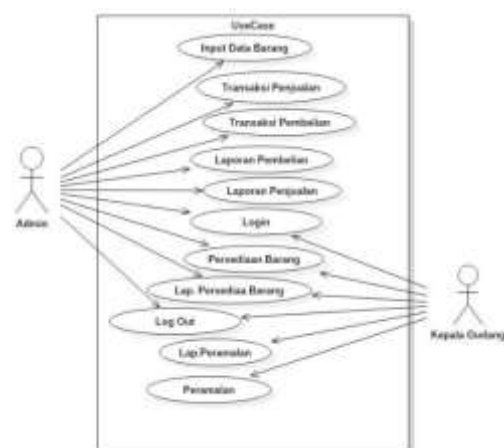 UseCase
Input Data Barang
Transaksi Penjualan
Transaksi Pembelian
Laporan Pembelian
Laporan Penjualan
Login
Admin
Persediaan Barang
Lap. Persediaa Barang
Log Out
Kepala Gudang
Lap.Peramalan
Peramalan